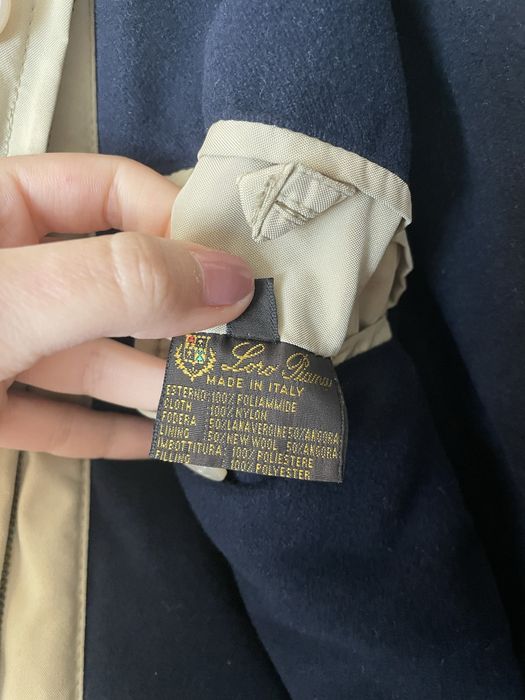 Loro Piana
MADE IN ITALY
ESTERNO:100% POLIAMMIDE
CLOTH :100% NYLON
FODERA 50%LANAVERGINE50%ANGORA
LINING 50%NEW WOOL 50%ANGORA
IMBOTTITURA:100% POLIESTERE
FILLING :100% POLYESTER